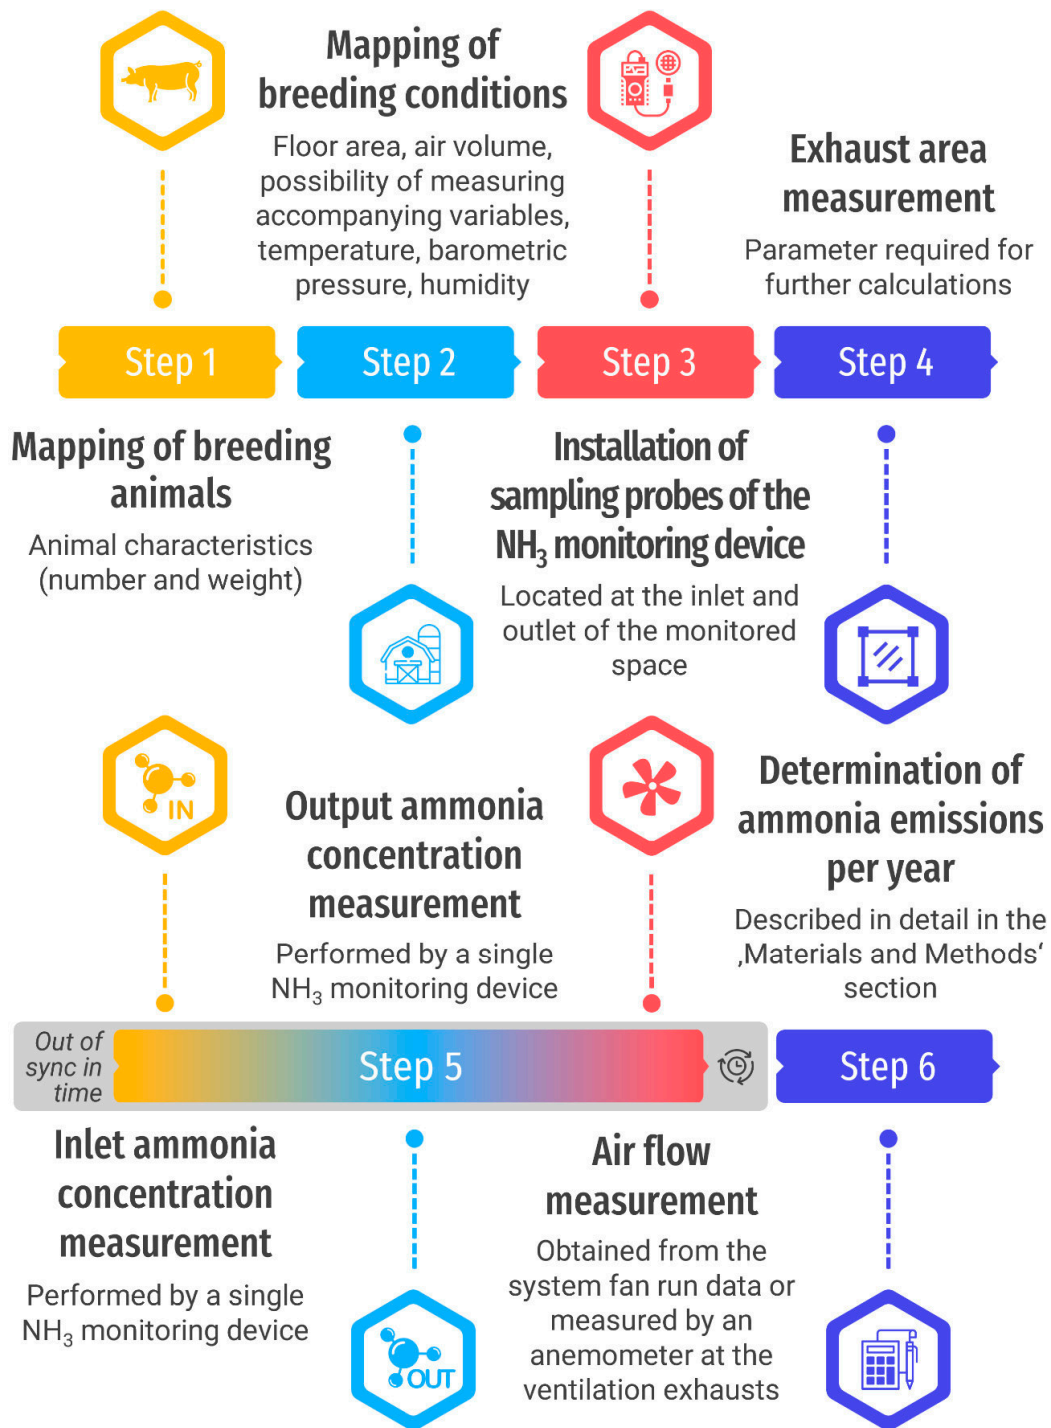 Mapping of
breeding conditions
Floor area, air volume,
possibility of measuring
accompanying variables,
temperature, barometric
pressure, humidity
Exhaust area
measurement
Parameter required for
further calculations
Step 1
Step 2
Step 3
Step 4
Mapping of breeding
animals
Animal characteristics
(number and weight)
Installation of
sampling probes of the
NH₃ monitoring device
Located at the inlet and
outlet of the monitored
space
IN
Output ammonia
concentration
measurement
Performed by a single
NH₃ monitoring device
Determination of
ammonia emissions
per year
Described in detail in the
‚Materials and Methods‘
section
Out of
sync in
time
Step 5
Step 6
Inlet ammonia
concentration
measurement
Performed by a single
NH₃ monitoring device
OUT
Air flow
measurement
Obtained from the
system fan run data or
measured by an
anemometer at the
ventilation exhausts